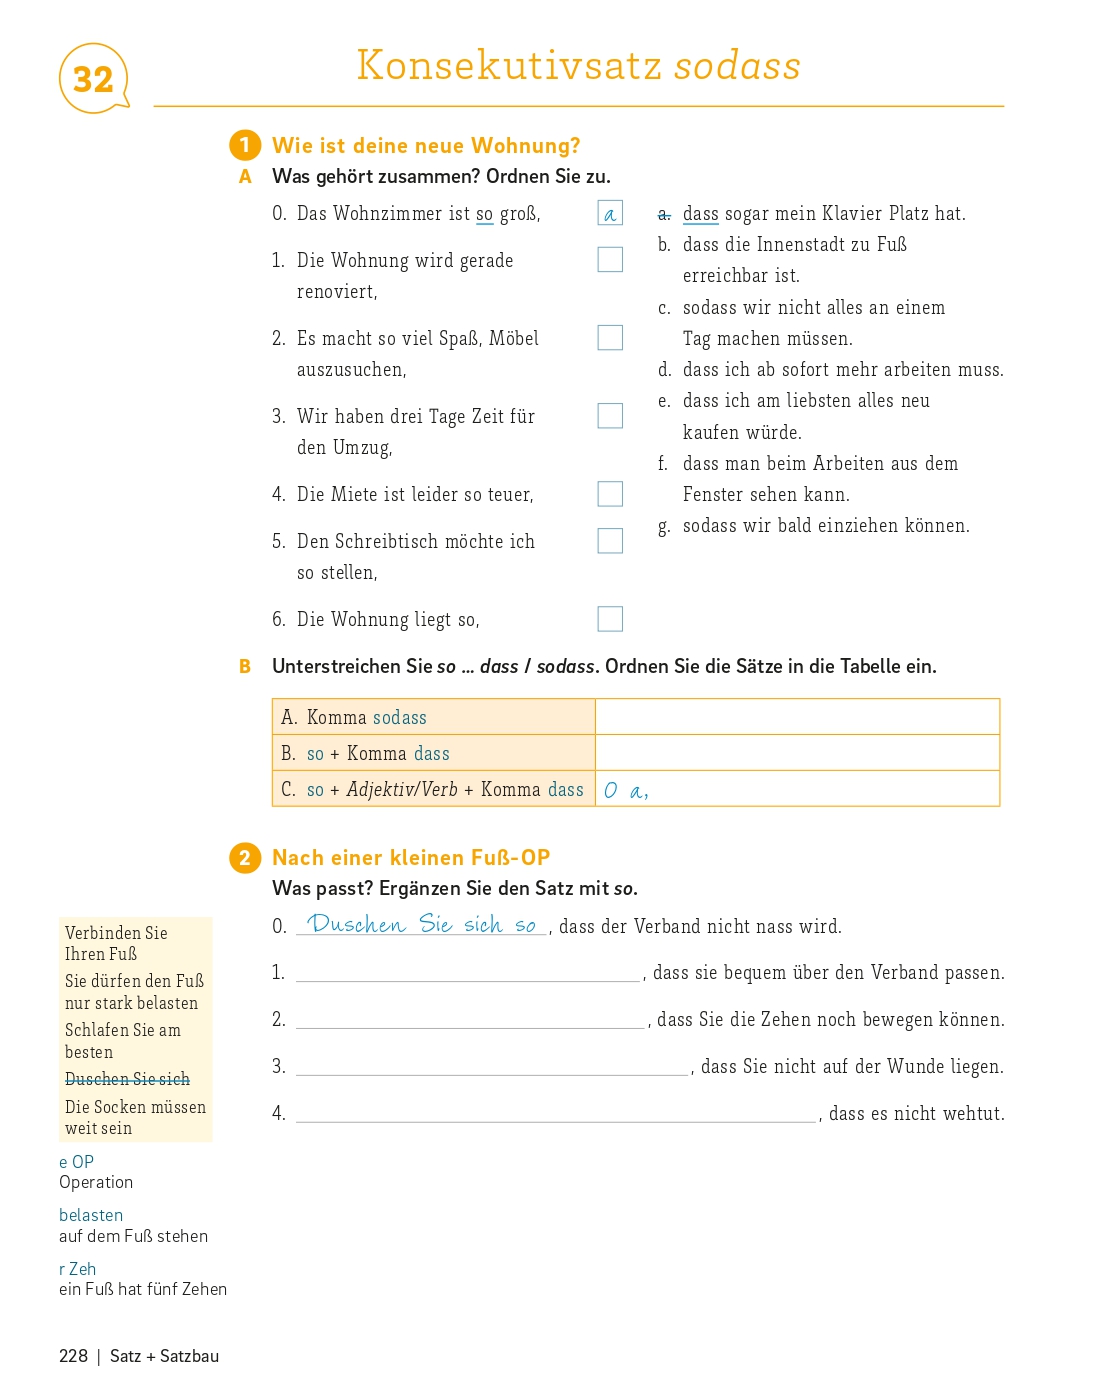 32
Konsekutivsatz sodass
1 Wie ist deine neue Wohnung?
A Was gehört zusammen? Ordnen Sie zu.
0. Das Wohnzimmer ist so groß,
a
1. Die Wohnung wird gerade
renoviert,
2. Es macht so viel Spaß, Möbel
auszusuchen,
3. Wir haben drei Tage Zeit für
den Umzug,
4. Die Miete ist leider so teuer,
5. Den Schreibtisch möchte ich
so stellen,
6. Die Wohnung liegt so,
a. dass sogar mein Klavier Platz hat.
b. dass die Innenstadt zu Fuß
erreichbar ist.
c. sodass wir nicht alles an einem
Tag machen müssen.
d. dass ich ab sofort mehr arbeiten muss.
e. dass ich am liebsten alles neu
kaufen würde.
f. dass man beim Arbeiten aus dem
Fenster sehen kann.
g. sodass wir bald einziehen können.
B Unterstreichen Sie so ... dass / sodass. Ordnen Sie die Sätze in die Tabelle ein.
A. Komma sodass
B. so + Komma dass
C. so + Adjektiv/Verb + Komma dass 0 a,
2 Nach einer kleinen Fuß-OP
Was passt? Ergänzen Sie den Satz mit so.
0. Duschen Sie sich so, dass der Verband nicht nass wird.
1. , dass sie bequem über den Verband passen.
2. , dass Sie die Zehen noch bewegen können.
3. , dass Sie nicht auf der Wunde liegen.
4. , dass es nicht wehtut.
Verbinden Sie
Ihren Fuß
Sie dürfen den Fuß
nur stark belasten
Schlafen Sie am
besten
Duschen Sie sich
Die Socken müssen
weit sein
e OP
Operation
belasten
auf dem Fuß stehen
r Zeh
ein Fuß hat fünf Zehen
228 | Satz + Satzbau